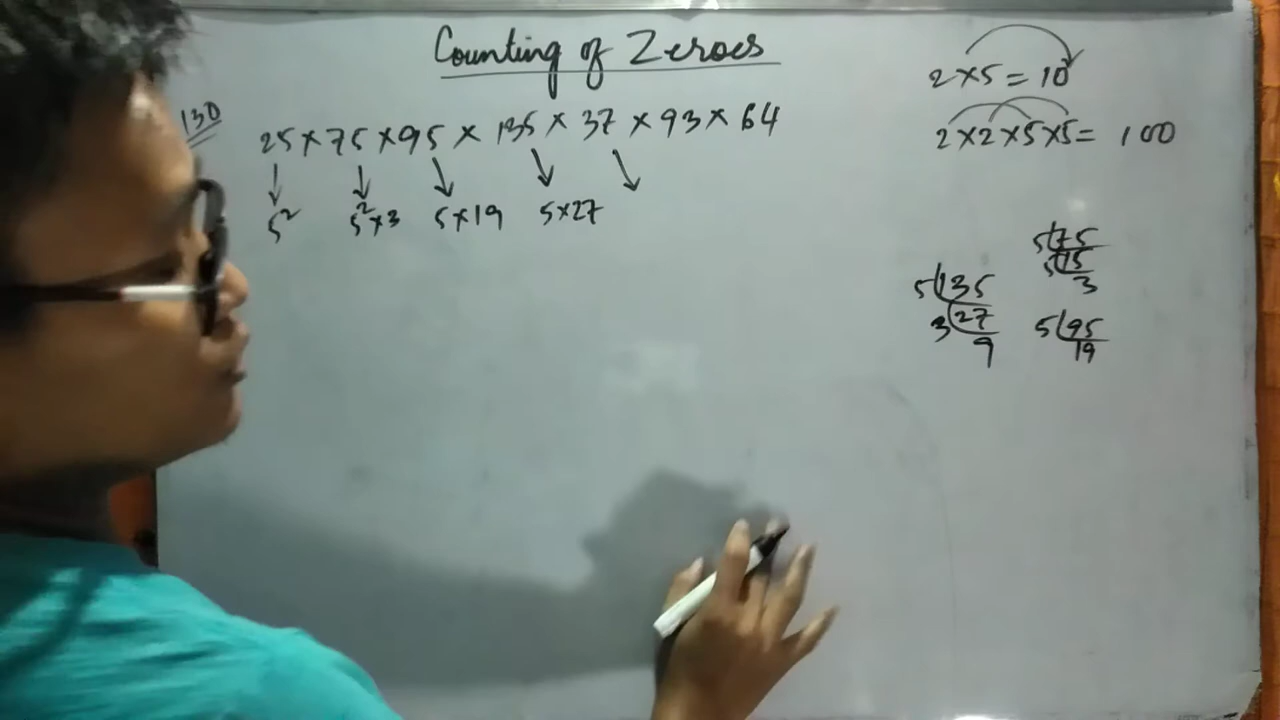 Counting of Zeroes
130
25 × 75 × 95 × 135 × 37 × 93 × 64
5² 5²×3 5×19 5×27
2×5 = 10
2×2×5×5 = 100
5 75
5 15
3
5 135
3 27
9
5 95
19